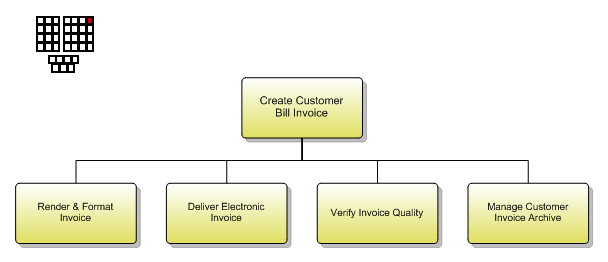 Create Customer
Bill Invoice
Render & Format
Invoice
Deliver Electronic
Invoice
Verify Invoice Quality
Manage Customer
Invoice Archive